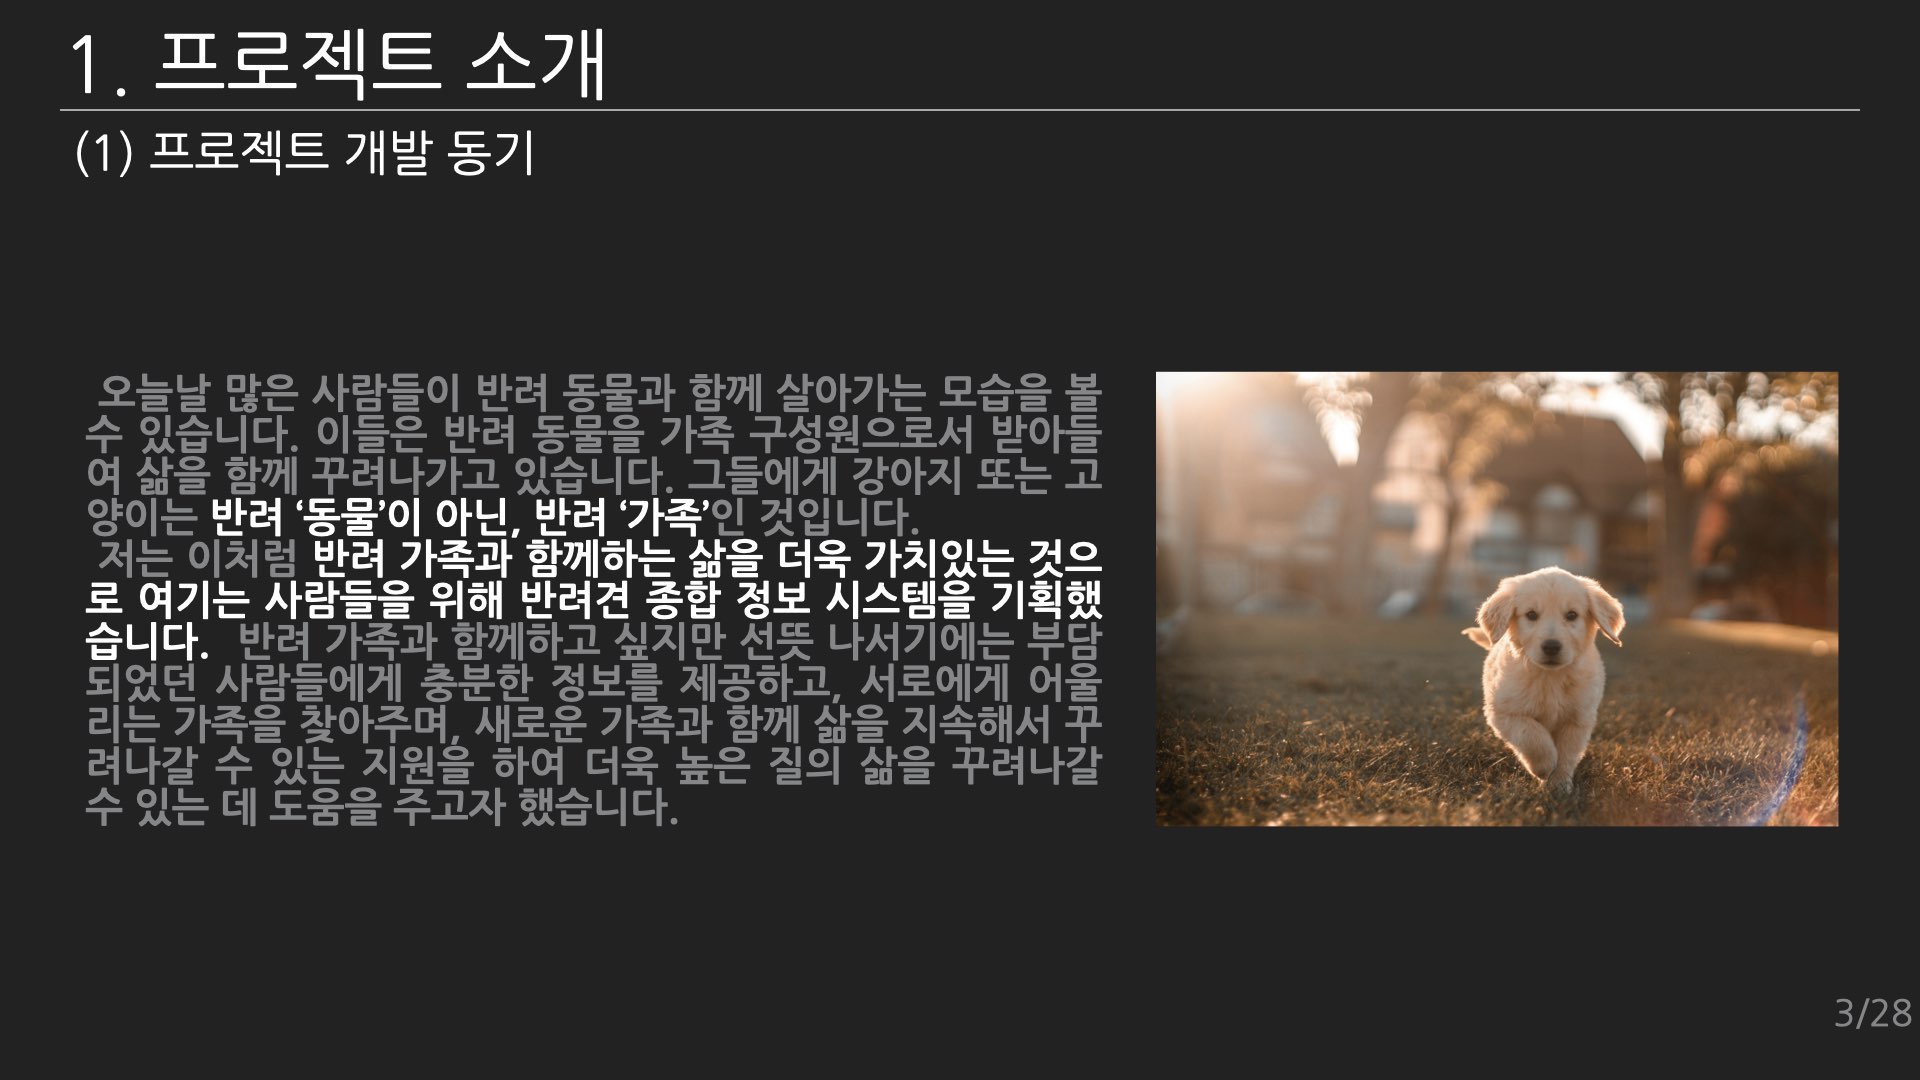 1. 프로젝트 소개
(1) 프로젝트 개발 동기
오늘날 많은 사람들이 반려 동물과 함께 살아가는 모습을 볼
수 있습니다. 이들은 반려 동물을 가족 구성원으로서 받아들
여 삶을 함께 꾸려나가고 있습니다. 그들에게 강아지 또는 고
양이는 반려 ‘동물’이 아닌, 반려 ‘가족’인 것입니다.
저는 이처럼 반려 가족과 함께하는 삶을 더욱 가치있는 것으
로 여기는 사람들을 위해 반려견 종합 정보 시스템을 기획했
습니다. 반려 가족과 함께하고 싶지만 선뜻 나서기에는 부담
되었던 사람들에게 충분한 정보를 제공하고, 서로에게 어울
리는 가족을 찾아주며, 새로운 가족과 함께 삶을 지속해서 꾸
려나갈 수 있는 지원을 하여 더욱 높은 질의 삶을 꾸려나갈
수 있는 데 도움을 주고자 했습니다.
3/28